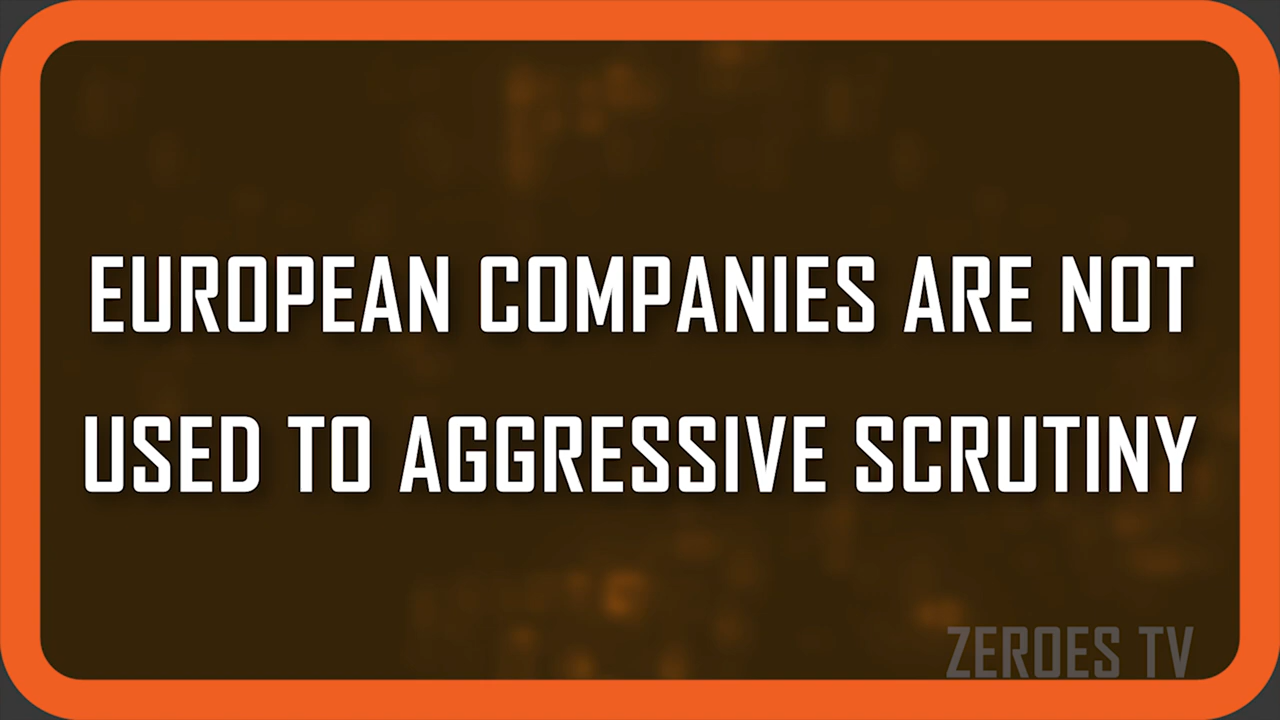 EUROPEAN COMPANIES ARE NOT
USED TO AGGRESSIVE SCRUTINY
ZEROES TV